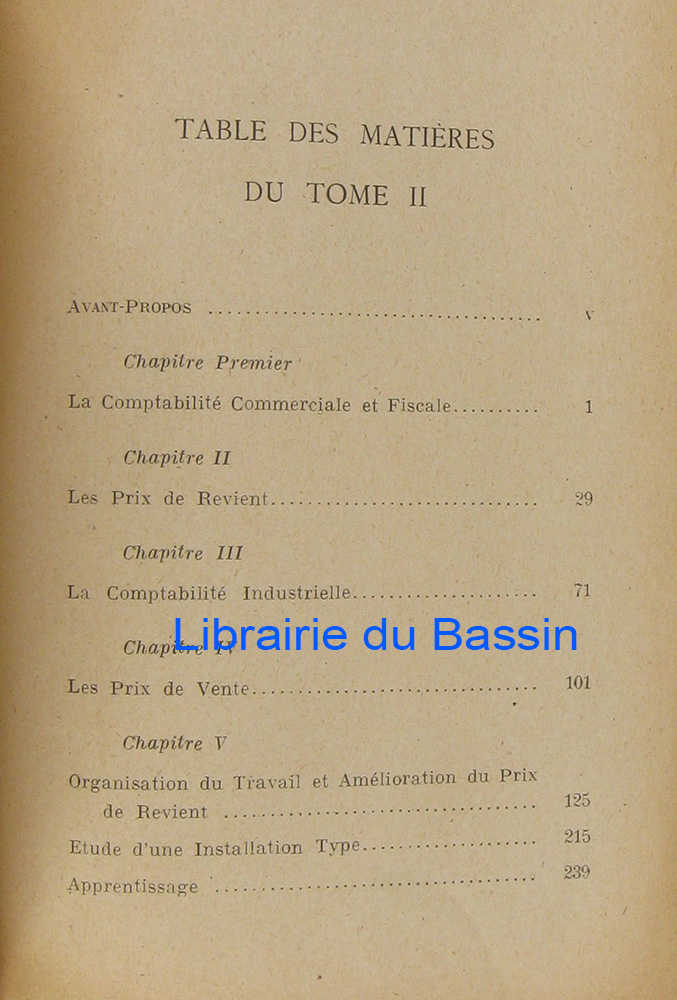 TABLE DES MATIÈRES
DU TOME II
AVANT-PROPOS .................................... V
Chapitre Premier
La Comptabilité Commerciale et Fiscale.......... 1
Chapitre II
Les Prix de Revient............................. 29
Chapitre III
La Comptabilité Industrielle.................... 71
Librairie du Bassin
Chapitre IV
Les Prix de Vente............................... 101
Chapitre V
Organisation du Travail et Amélioration du Prix
de Revient .................................. 125
Etude d'une Installation Type................... 215
Apprentissage ................................... 239